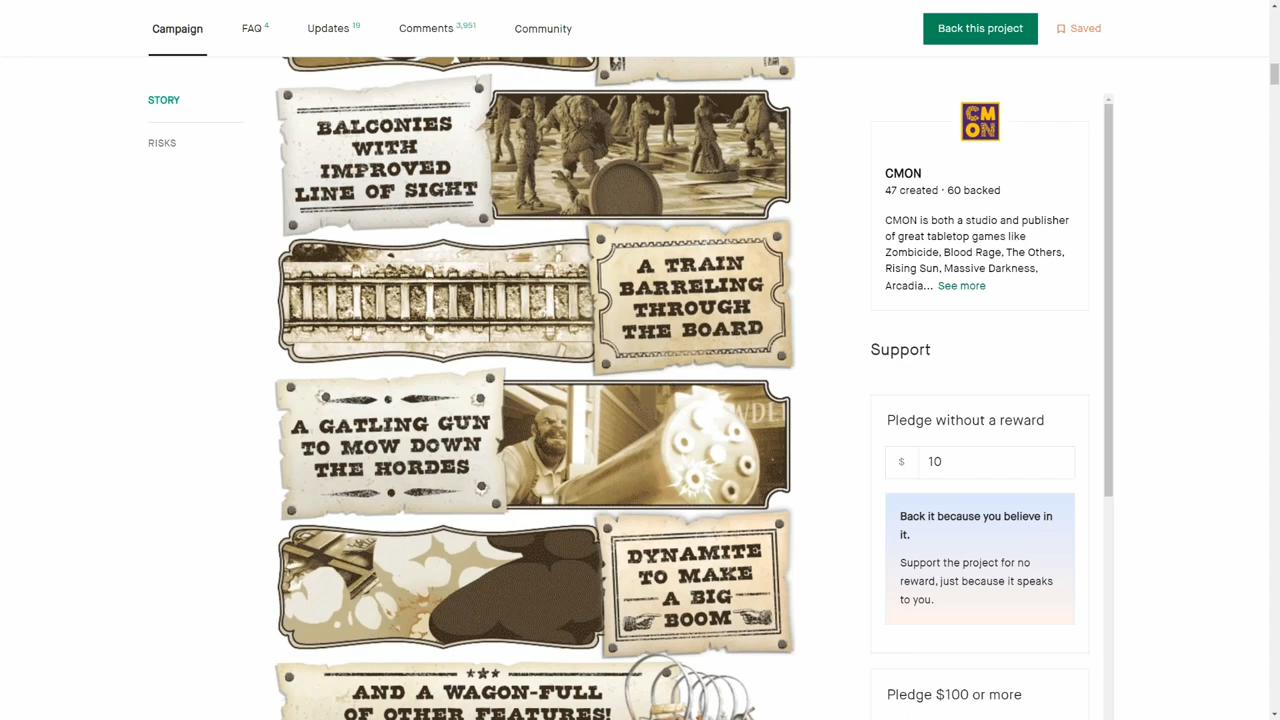 Campaign
FAQ 4
Updates 19
Comments 3,951
Community
Back this project
Saved
STORY
RISKS
BALCONIES
WITH
IMPROVED
LINE OF SIGHT
A TRAIN
BARRELING
THROUGH
THE BOARD
A GATLING GUN
TO MOW DOWN
THE HORDES
DYNAMITE
TO MAKE
A BIG
BOOM
AND A WAGON-FULL
OF OTHER FEATURES!
CMON
CMON
47 created · 60 backed
CMON is both a studio and publisher
of great tabletop games like
Zombicide, Blood Rage, The Others,
Rising Sun, Massive Darkness,
Arcadia... See more
Support
Pledge without a reward
$ 10
Back it because you believe in
it.
Support the project for no
reward, just because it speaks
to you.
Pledge $100 or more